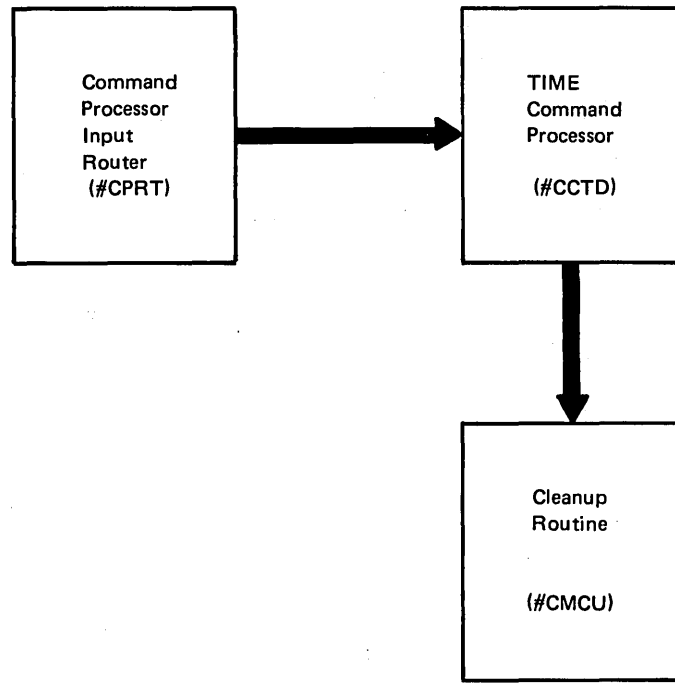 Command
Processor
Input
Router
(#CPRT)
TIME
Command
Processor
(#CCTD)
Cleanup
Routine
(#CMCU)